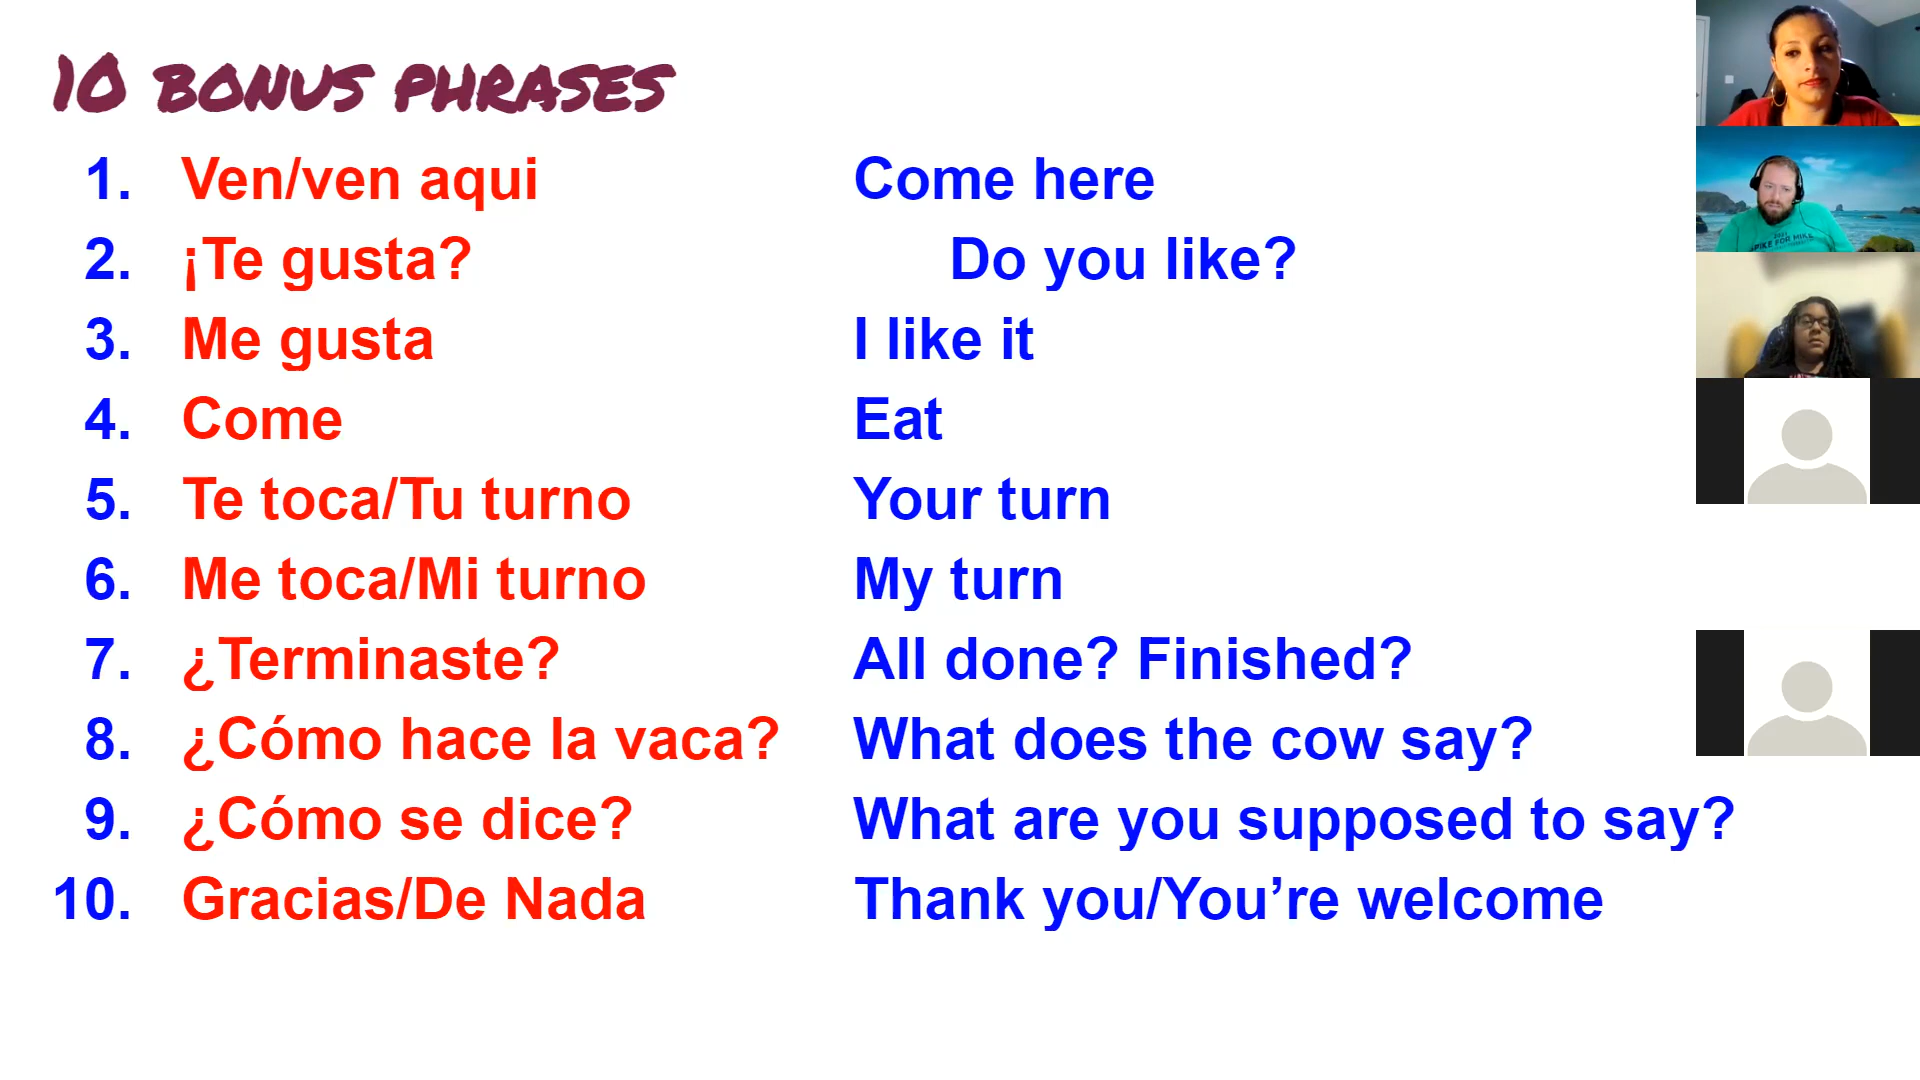 10 BONUS PHRASES
1. Ven/ven aqui Come here
2. ¡Te gusta? Do you like?
3. Me gusta I like it
4. Come Eat
5. Te toca/Tu turno Your turn
6. Me toca/Mi turno My turn
7. ¿Terminaste? All done? Finished?
8. ¿Cómo hace la vaca? What does the cow say?
9. ¿Cómo se dice? What are you supposed to say?
10. Gracias/De Nada Thank you/You’re welcome
FOR MIKE